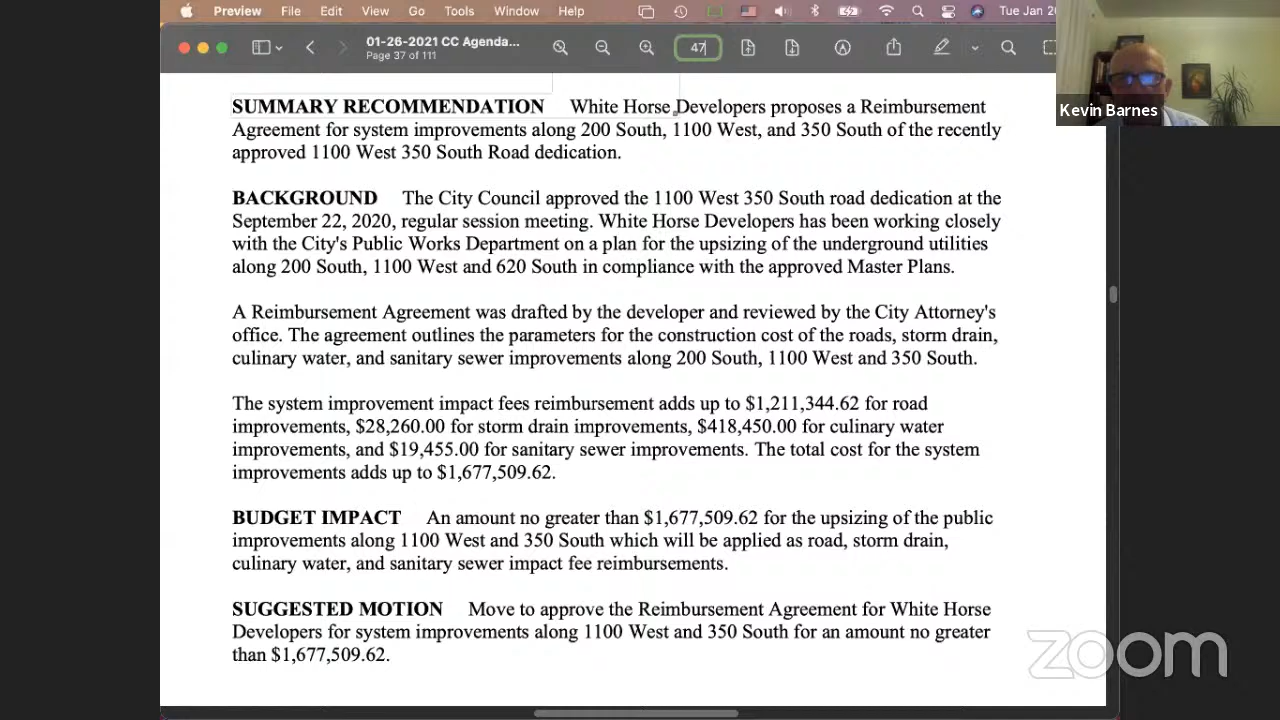 Preview File Edit View Go Tools Window Help Tue Jan 20
01-26-2021 CC Agenda...
Page 37 of 111
47
Kevin Barnes
SUMMARY RECOMMENDATION White Horse Developers proposes a Reimbursement
Agreement for system improvements along 200 South, 1100 West, and 350 South of the recently
approved 1100 West 350 South Road dedication.
BACKGROUND The City Council approved the 1100 West 350 South road dedication at the
September 22, 2020, regular session meeting. White Horse Developers has been working closely
with the City's Public Works Department on a plan for the upsizing of the underground utilities
along 200 South, 1100 West and 620 South in compliance with the approved Master Plans.
A Reimbursement Agreement was drafted by the developer and reviewed by the City Attorney's
office. The agreement outlines the parameters for the construction cost of the roads, storm drain,
culinary water, and sanitary sewer improvements along 200 South, 1100 West and 350 South.
The system improvement impact fees reimbursement adds up to $1,211,344.62 for road
improvements, $28,260.00 for storm drain improvements, $418,450.00 for culinary water
improvements, and $19,455.00 for sanitary sewer improvements. The total cost for the system
improvements adds up to $1,677,509.62.
BUDGET IMPACT An amount no greater than $1,677,509.62 for the upsizing of the public
improvements along 1100 West and 350 South which will be applied as road, storm drain,
culinary water, and sanitary sewer impact fee reimbursements.
SUGGESTED MOTION Move to approve the Reimbursement Agreement for White Horse
Developers for system improvements along 1100 West and 350 South for an amount no greater
than $1,677,509.62.
zoom